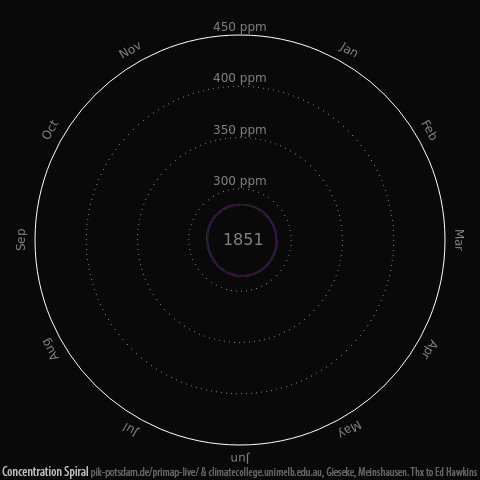 450 ppm
Nov
Jan
400 ppm
Oct
350 ppm
Feb
300 ppm
Sep
1851
Mar
Aug
Apr
Jul
May
Jun
Concentration Spiral pik-potsdam.de/primap-live/ & climatecollege.unimelb.edu.au, Gieseke, Meinshausen. Thx to Ed Hawkins